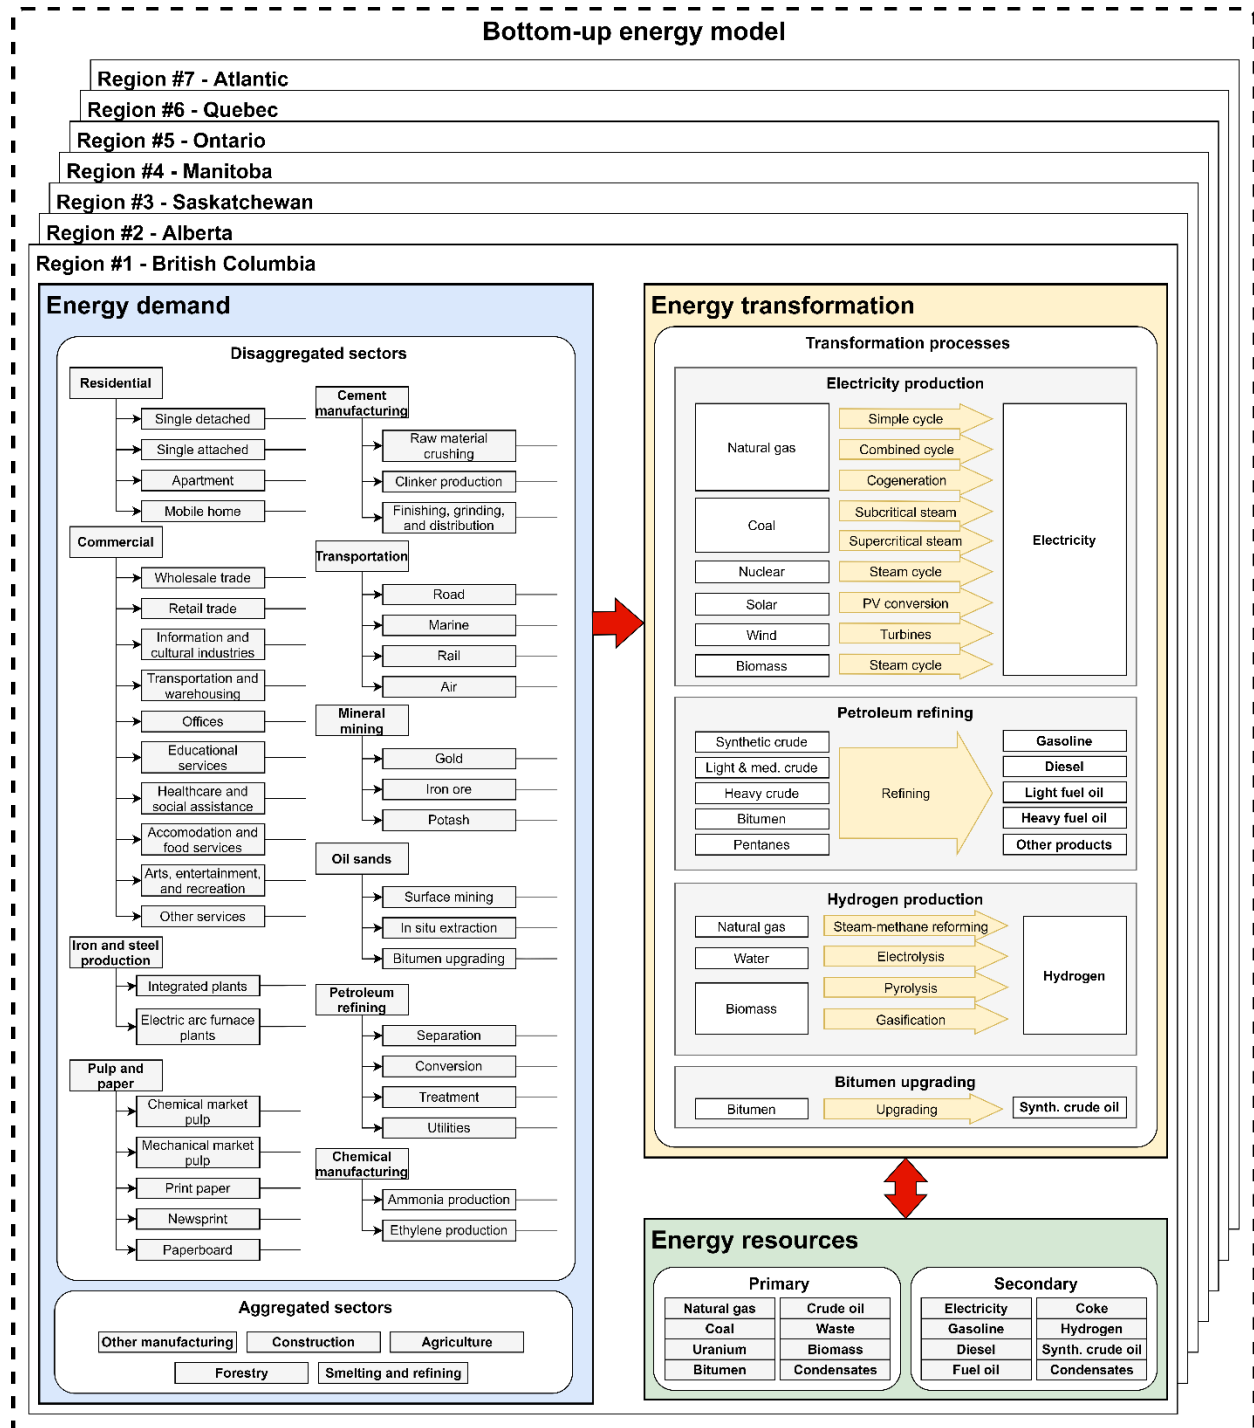 Bottom-up energy model
Region #7 - Atlantic
Region #6 - Quebec
Region #5 - Ontario
Region #4 - Manitoba
Region #3 - Saskatchewan
Region #2 - Alberta
Region #1 - British Columbia
Energy demand
Disaggregated sectors
Residential
Single detached
Single attached
Apartment
Mobile home
Commercial
Wholesale trade
Retail trade
Information and
cultural industries
Transportation and
warehousing
Offices
Educational
services
Healthcare and
social assistance
Accomodation and
food services
Arts, entertainment,
and recreation
Other services
Iron and steel
production
Integrated plants
Electric arc furnace
plants
Pulp and
paper
Chemical market
pulp
Mechanical market
pulp
Print paper
Newsprint
Paperboard
Cement
manufacturing
Raw material
crushing
Clinker production
Finishing, grinding,
and distribution
Transportation
Road
Marine
Rail
Air
Mineral
mining
Gold
Iron ore
Potash
Oil sands
Surface mining
In situ extraction
Bitumen upgrading
Petroleum
refining
Separation
Conversion
Treatment
Utilities
Chemical
manufacturing
Ammonia production
Ethylene production
Aggregated sectors
Other manufacturing
Construction
Agriculture
Forestry
Smelting and refining
Energy transformation
Transformation processes
Electricity production
Natural gas
Simple cycle
Combined cycle
Cogeneration
Coal
Subcritical steam
Supercritical steam
Electricity
Nuclear
Steam cycle
Solar
PV conversion
Wind
Turbines
Biomass
Steam cycle
Petroleum refining
Synthetic crude
Light & med. crude
Heavy crude
Bitumen
Pentanes
Refining
Gasoline
Diesel
Light fuel oil
Heavy fuel oil
Other products
Hydrogen production
Natural gas
Steam-methane reforming
Water
Electrolysis
Biomass
Pyrolysis
Gasification
Hydrogen
Bitumen upgrading
Bitumen
Upgrading
Synth. crude oil
Energy resources
Primary
Natural gas
Crude oil
Coal
Waste
Uranium
Biomass
Bitumen
Condensates
Secondary
Electricity
Coke
Gasoline
Hydrogen
Diesel
Synth. crude oil
Fuel oil
Condensates